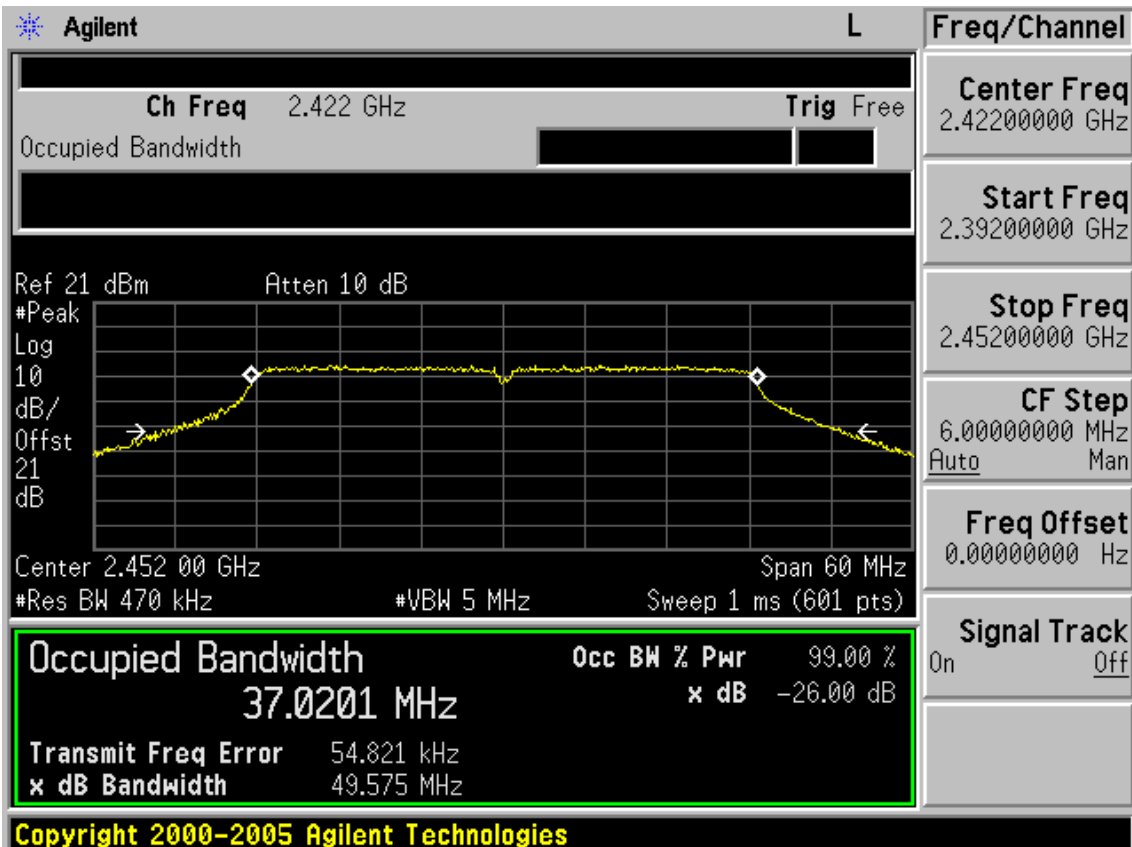 Agilent L
Ch Freq 2.422 GHz Trig Free
Occupied Bandwidth
Ref 21 dBm Atten 10 dB
#Peak
Log
10
dB/
Offst
21
dB
Center 2.452 00 GHz Span 60 MHz
#Res BW 470 kHz #VBW 5 MHz Sweep 1 ms (601 pts)
Occupied Bandwidth Occ BW % Pwr 99.00 %
37.0201 MHz x dB -26.00 dB
Transmit Freq Error 54.821 kHz
x dB Bandwidth 49.575 MHz
Copyright 2000-2005 Agilent Technologies
Freq/Channel
Center Freq
2.42200000 GHz
Start Freq
2.39200000 GHz
Stop Freq
2.45200000 GHz
CF Step
6.00000000 MHz
Auto Man
Freq Offset
0.00000000 Hz
Signal Track
On Off